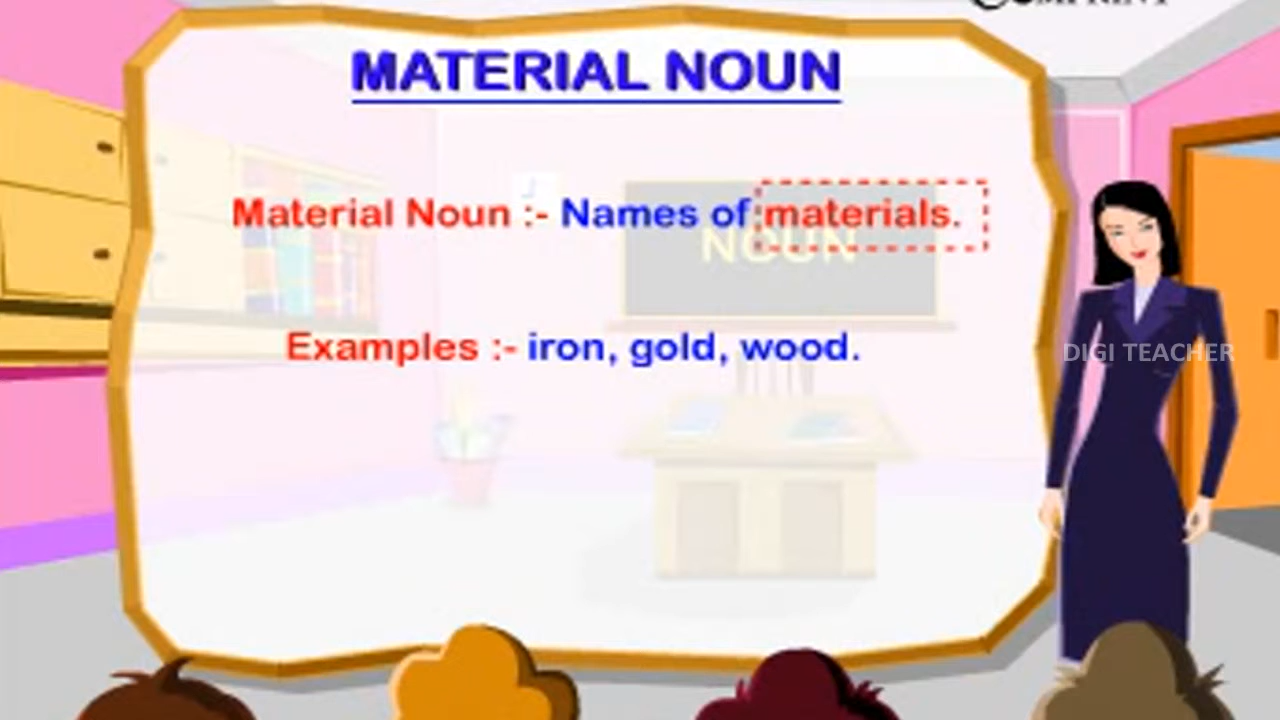 MATERIAL NOUN
Material Noun :- Names of materials.
NOUN
Examples :- iron, gold, wood.
DIGI TEACHER